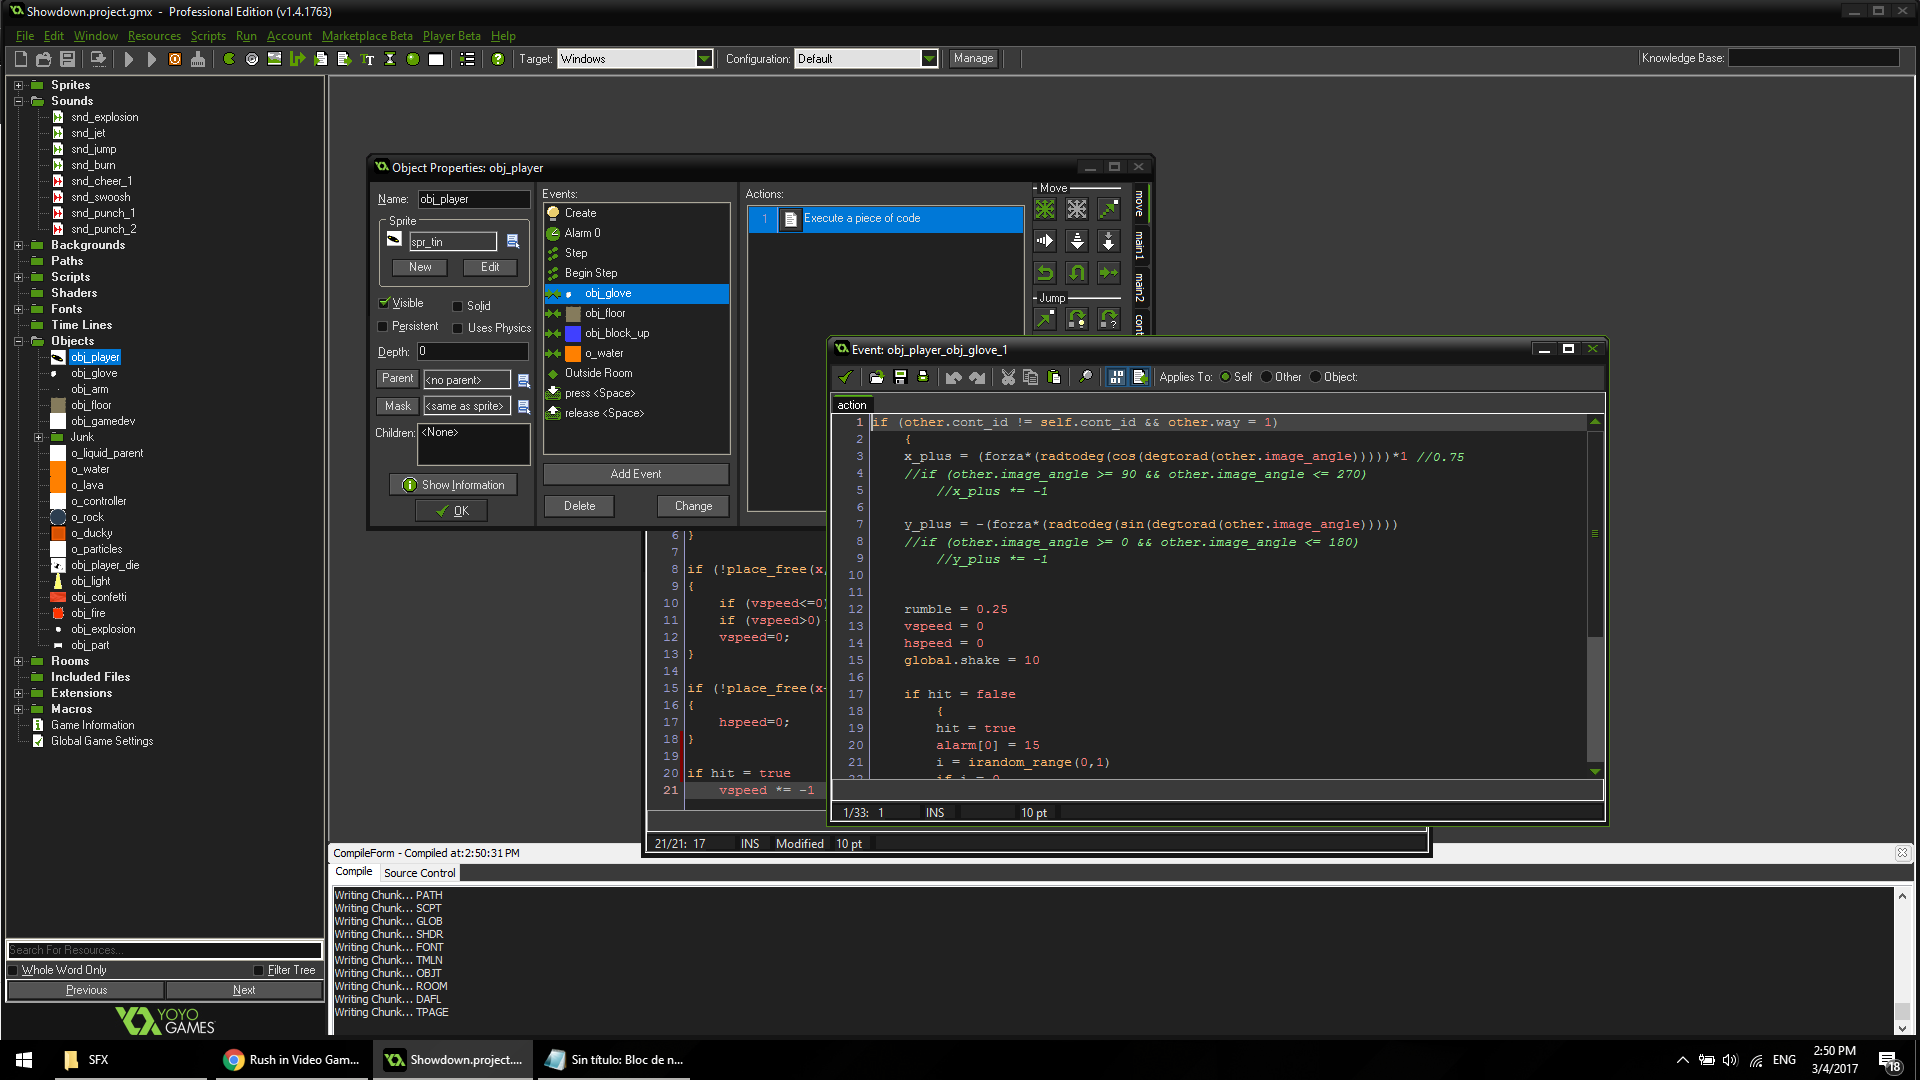 Showdown.project.gmx - Professional Edition (v1.4.1763)
File Edit Window Resources Scripts Run Account Marketplace Beta Player Beta Help
Target: Windows Configuration: Default Manage Knowledge Base:
Sprites
Sounds
snd_explosion
snd_jet
snd_jump
snd_burn
snd_cheer_1
snd_swoosh
snd_punch_1
snd_punch_2
Backgrounds
Paths
Scripts
Shaders
Fonts
Time Lines
Objects
obj_player
obj_glove
obj_arm
obj_floor
obj_gamedev
Junk
o_liquid_parent
o_water
o_lava
o_controller
o_rock
o_ducky
o_particles
obj_player_die
obj_light
obj_confetti
obj_fire
obj_explosion
obj_part
Rooms
Included Files
Extensions
Macros
Game Information
Global Game Settings
Search For Resources...
Whole Word Only Filter Tree
Previous Next
YOYO
GAMES
Object Properties: obj_player
Name: obj_player
Sprite
spr_tin
New Edit
Visible Solid
Persistent Uses Physics
Depth: 0
Parent <no parent>
Mask <same as sprite>
Children: <None>
Show Information
OK
Events:
Create
Alarm 0
Step
Begin Step
obj_glove
obj_floor
obj_block_up
o_water
Outside Room
press <Space>
release <Space>
Add Event
Delete Change
Actions:
1 Execute a piece of code
Move
Jump
move
main1
main2
cont
6 }
7
8 if (!place_free(x,
9 {
10 if (vspeed<=0)
11 if (vspeed>0)
12 vspeed=0;
13 }
14
15 if (!place_free(x
16 {
17 hspeed=0;
18 }
19
20 if hit = true
21 vspeed *= -1
21/21: 17 INS Modified 10 pt
Event: obj_player_obj_glove_1
Applies To: Self Other Object:
action
1 if (other.cont_id != self.cont_id && other.way = 1)
2 {
3 x_plus = (forza*(radtodeg(cos(degtorad(other.image_angle)))))*1 //0.75
4 //if (other.image_angle >= 90 && other.image_angle <= 270)
5 //x_plus *= -1
6
7 y_plus = -(forza*(radtodeg(sin(degtorad(other.image_angle)))))
8 //if (other.image_angle >= 0 && other.image_angle <= 180)
9 //y_plus *= -1
10
11
12 rumble = 0.25
13 vspeed = 0
14 hspeed = 0
15 global.shake = 10
16
17 if hit = false
18 {
19 hit = true
20 alarm[0] = 15
21 i = irandom_range(0,1)
22 if i = 0
1/33: 1 INS 10 pt
CompileForm - Compiled at:2:50:31 PM
Compile Source Control
Writing Chunk... PATH
Writing Chunk... SCPT
Writing Chunk... GLOB
Writing Chunk... SHDR
Writing Chunk... FONT
Writing Chunk... TMLN
Writing Chunk... OBJT
Writing Chunk... ROOM
Writing Chunk... DAFL
Writing Chunk... TPAGE
SFX
Rush in Video Gam...
Showdown.project....
Sin título: Bloc de n...
ENG
2:50 PM
3/4/2017
18